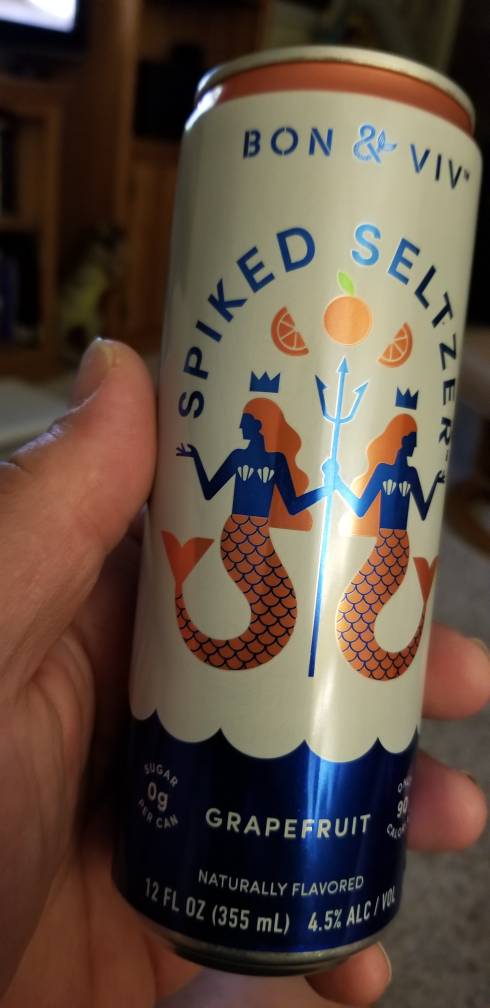 BON & VIV™
SPIKED SELTZER
SUGAR
0g
PER CAN
GRAPEFRUIT
90
NATURALLY FLAVORED
12 FL OZ (355 mL) 4.5% ALC / VOL